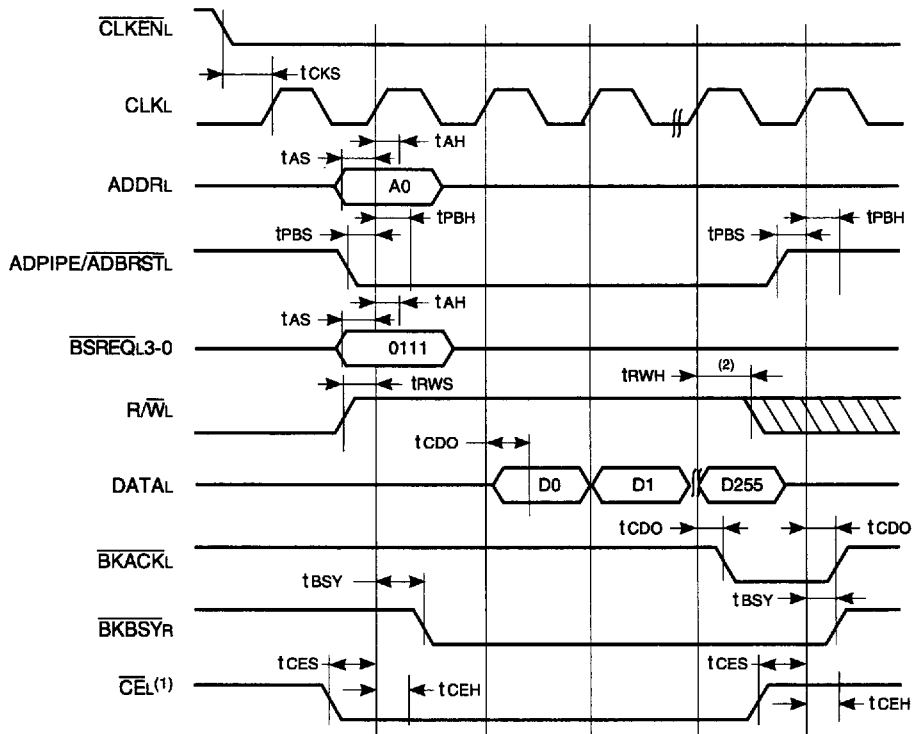 CLKENL
tCKS
CLKL
tAS
tAH
ADDRL
A0
tPBS
tPBH
tPBS
tPBH
ADPIPE/ADBRSTL
tAS
tAH
BSREQL3-0
0111
tRWS
tRWH
(2)
R/WL
tCDO
DATAL
D0
D1
D255
tCDO
tCDO
BKACKL
tBSY
tBSY
BKBSYR
tCES
tCES
CEL(1)
tCEH
tCEH